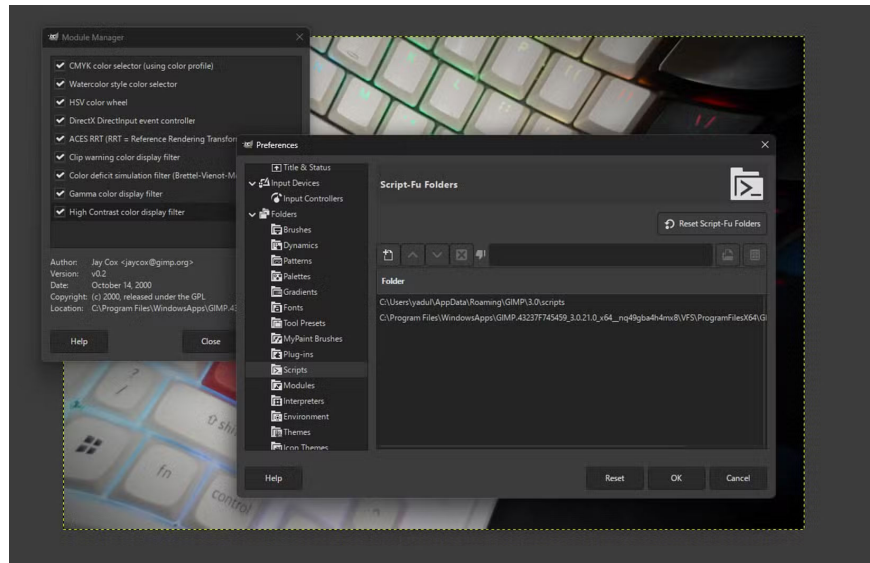 Module Manager
CMYK color selector (using color profile)
Watercolor style color selector
HSV color wheel
DirectX DirectInput event controller
ACES RRT (RRT = Reference Rendering Transfor
Clip warning color display filter
Color deficit simulation filter (Brettel-Vienot-M
Gamma color display filter
High Contrast color display filter
Author: Jay Cox <jaycox@gimp.org>
Version: v0.2
Date: October 14, 2000
Copyright: (c) 2000, released under the GPL
Location: C:\Program Files\WindowsApps\GIMP.43
Help
Close
Preferences
Title & Status
Input Devices
Input Controllers
Folders
Brushes
Dynamics
Patterns
Palettes
Gradients
Fonts
Tool Presets
MyPaint Brushes
Plug-ins
Scripts
Modules
Interpreters
Environment
Themes
Icon Themes
Script-Fu Folders
Reset Script-Fu Folders
Folder
C:\Users\yadul\AppData\Roaming\GIMP\3.0\scripts
C:\Program Files\WindowsApps\GIMP.43237F745459_3.0.21.0_x64__nq49gba4h4mx8\VFS\ProgramFilesX64\GI
Help
Reset
OK
Cancel
?
/
shi
fn
control